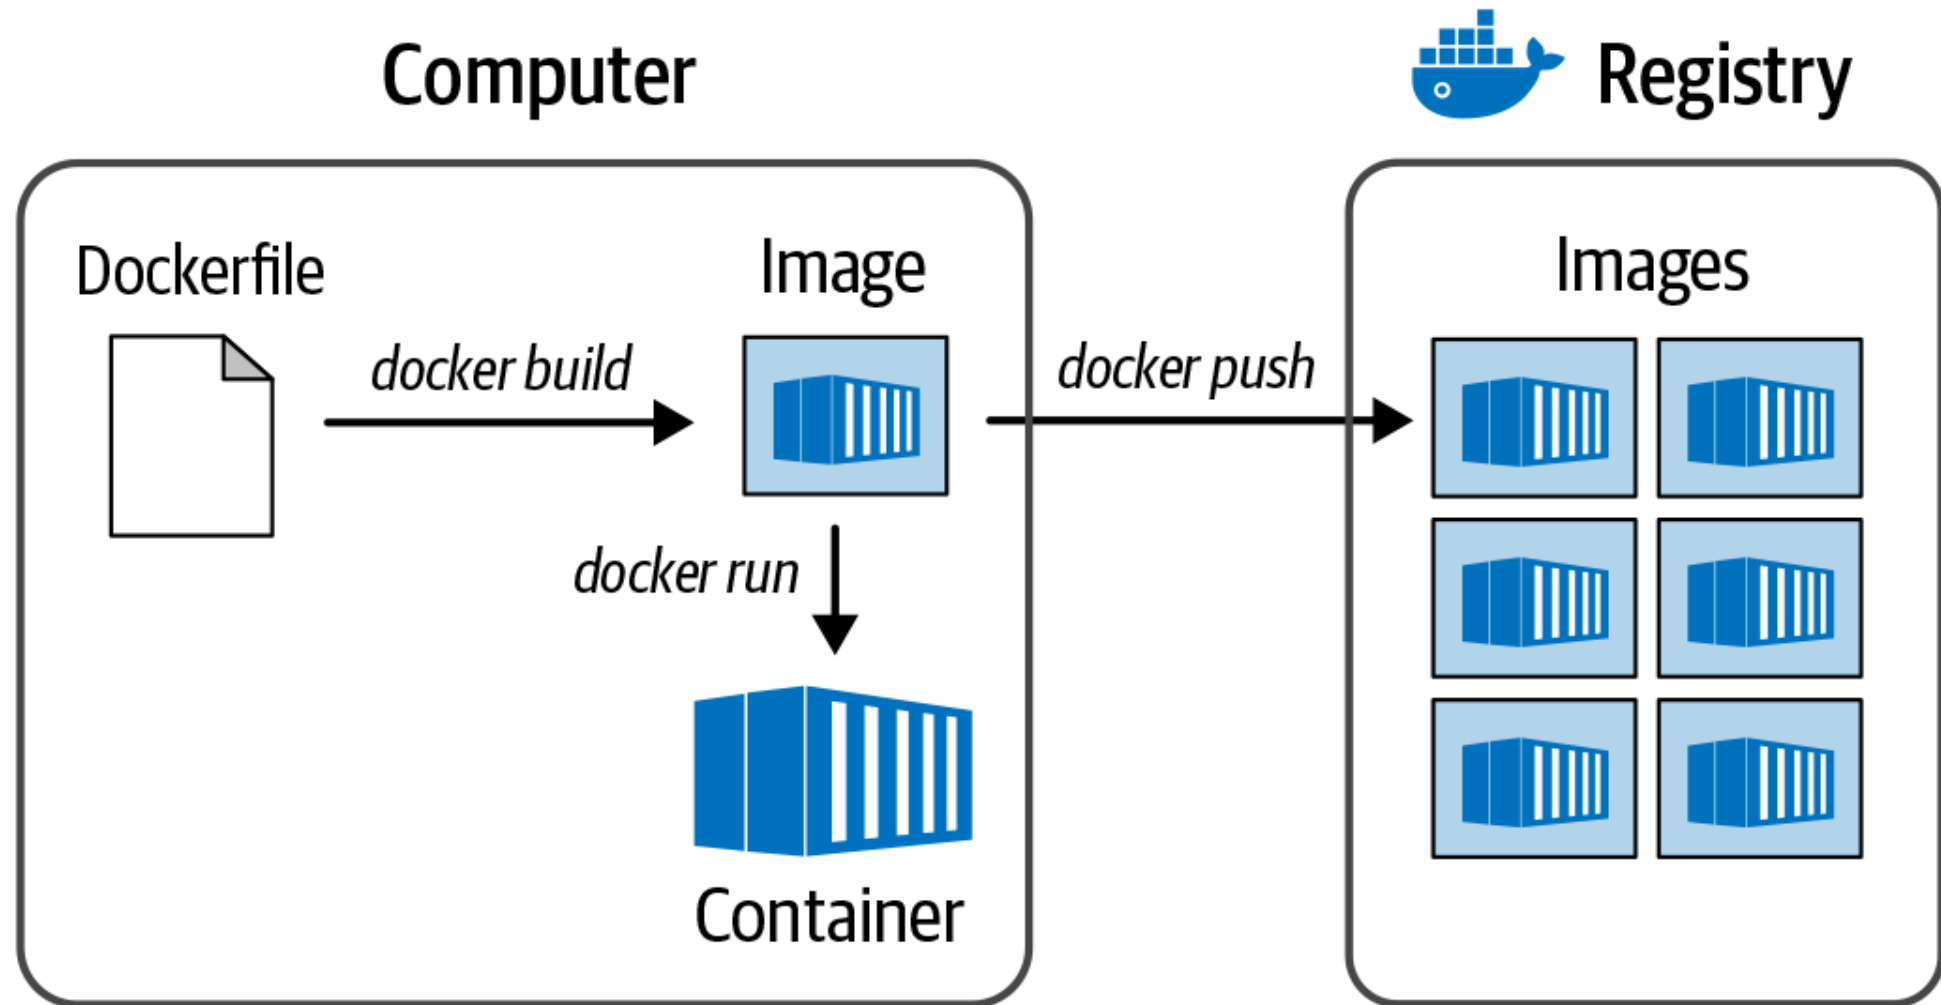 Computer
Registry
Dockerfile
Image
Images
docker build
docker push
docker run
Container